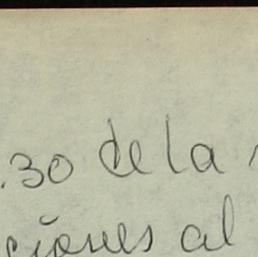 .30 de la
ciones al